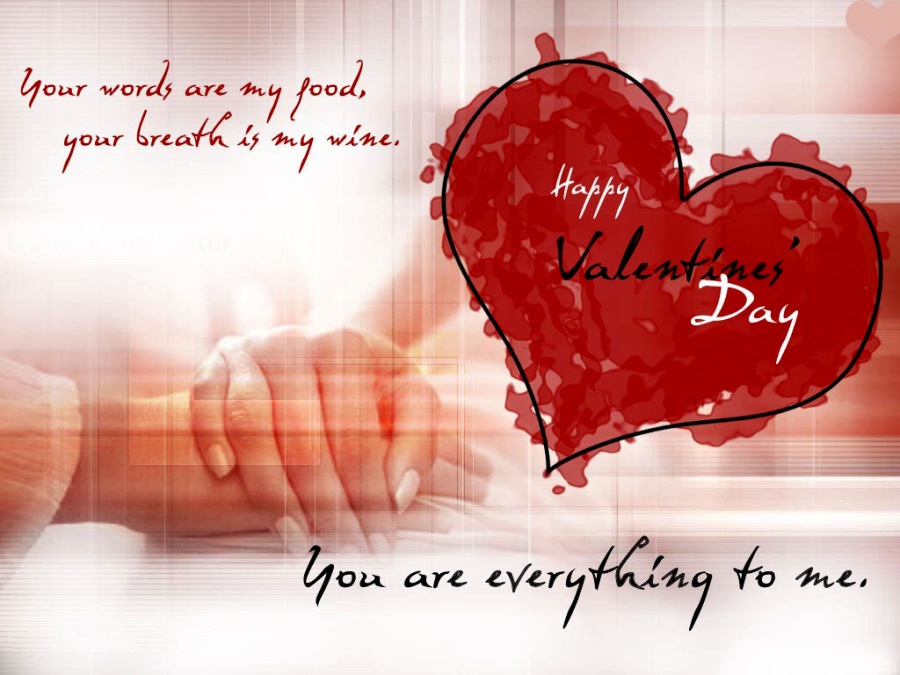 Your words are my food,
your breath is my wine.
Happy
Valentines'
Day
You are everything to me.